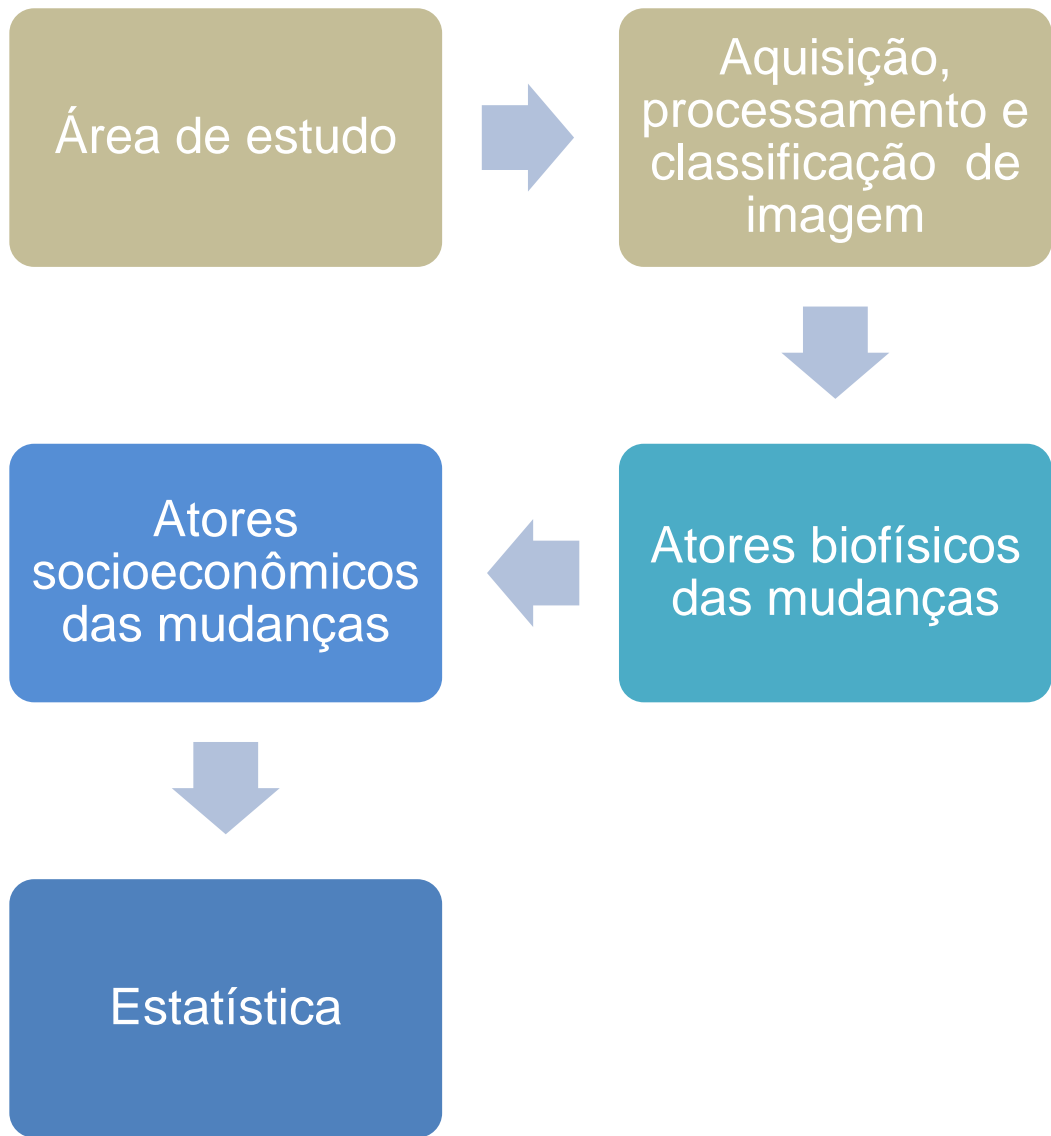 Área de estudo
Aquisição,
processamento e
classificação  de
imagem
Atores biofísicos
das mudanças
Atores
socioeconômicos
das mudanças
Estatística